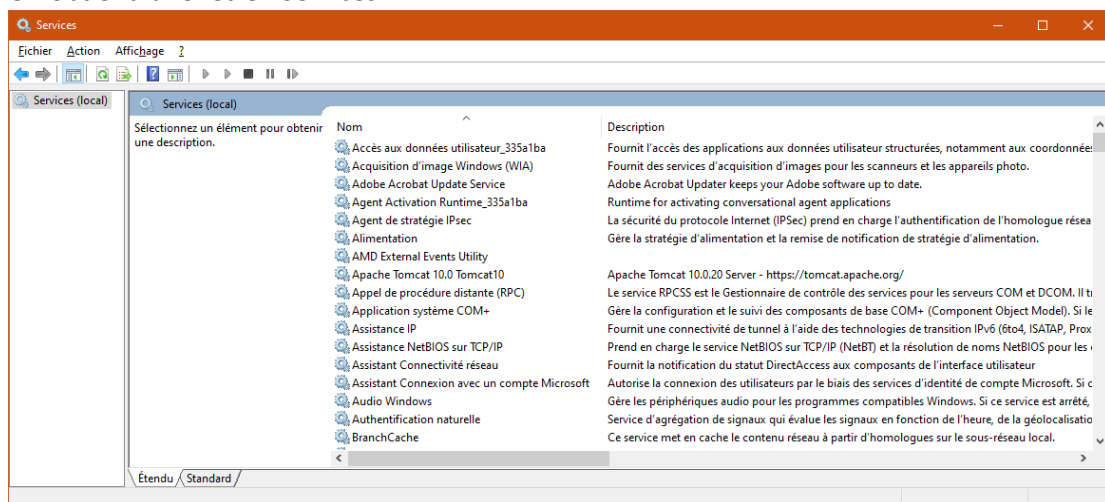 Services
Fichier Action Affichage ?
Services (local)
Services (local)
Sélectionnez un élément pour obtenir
une description.
Nom Description
Accès aux données utilisateur_335a1ba Fournit l'accès des applications aux données utilisateur structurées, notamment aux
Acquisition d'image Windows (WIA) Fournit des services d'acquisition d'images pour les scanneurs et les appareils photo.
Adobe Acrobat Update Service Adobe Acrobat Updater keeps your Adobe software up to date.
Agent Activation Runtime_335a1ba Runtime for activating conversational agent applications
Agent de stratégie IPsec La sécurité du protocole Internet (IPSec) prend en charge l'authentification de l'homologue
Alimentation Gère la stratégie d'alimentation et la remise de notification de stratégie d'alimentation.
AMD External Events Utility
Apache Tomcat 10.0 Tomcat10 Apache Tomcat 10.0.20 Server - https://tomcat.apache.org/
Appel de procédure distante (RPC) Le service RPCSS est le Gestionnaire de contrôle des services pour les serveurs COM et DCOM. Il
Application système COM+ Gère la configuration et le suivi des composants de base COM+ (Component Object Model). Si le
Assistance IP Fournit une connectivité de tunnel à l'aide des technologies de transition IPv6 (6to4, ISATAP, Prox
Assistance NetBIOS sur TCP/IP Prend en charge le service NetBIOS sur TCP/IP (NetBT) et la résolution de noms NetBIOS pour les
Assistant Connectivité réseau Fournit la notification du statut DirectAccess aux composants de l'interface utilisateur
Assistant Connexion avec un compte Microsoft Autorise la connexion des utilisateurs par le biais des services d'identité de compte Microsoft. Si c
Audio Windows Gère les périphériques audio pour les programmes compatibles Windows. Si ce service est arrêté,
Authentification naturelle Service d'agrégation de signaux qui évalue les signaux en fonction de l'heure, de la géolocalisatio
BranchCache Ce service met en cache le contenu réseau à partir d'homologues sur le sous-réseau local.
Étendu Standard